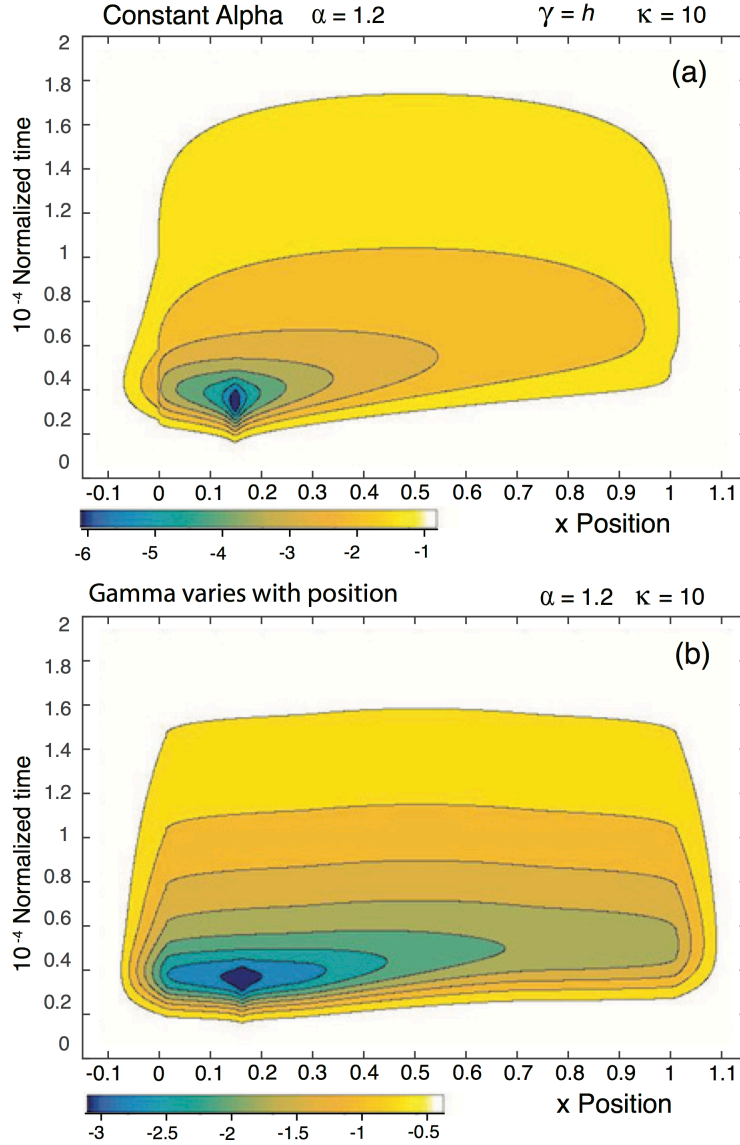 Constant Alpha α = 1.2 γ = h κ = 10
(a)
10⁻⁴ Normalized time
2
1.8
1.6
1.4
1.2
1
0.8
0.6
0.4
0.2
0
-0.1 0 0.1 0.2 0.3 0.4 0.5 0.6 0.7 0.8 0.9 1 1.1
x Position
-6 -5 -4 -3 -2 -1
Gamma varies with position α = 1.2 κ = 10
(b)
10⁻⁴ Normalized time
2
1.8
1.6
1.4
1.2
1
0.8
0.6
0.4
0.2
0
-0.1 0 0.1 0.2 0.3 0.4 0.5 0.6 0.7 0.8 0.9 1 1.1
x Position
-3 -2.5 -2 -1.5 -1 -0.5